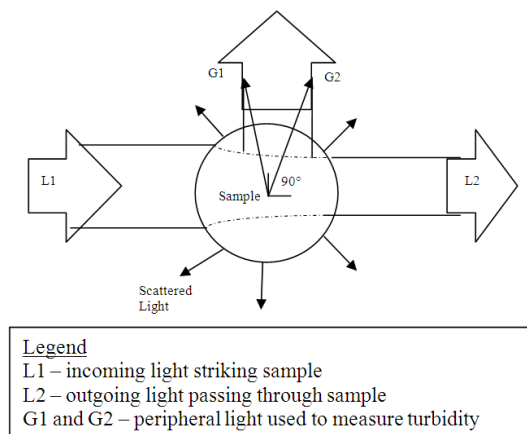 G1
G2
L1
90°
L2
Sample
Scattered
Light
Legend
L1 – incoming light striking sample
L2 – outgoing light passing through sample
G1 and G2 – peripheral light used to measure turbidity